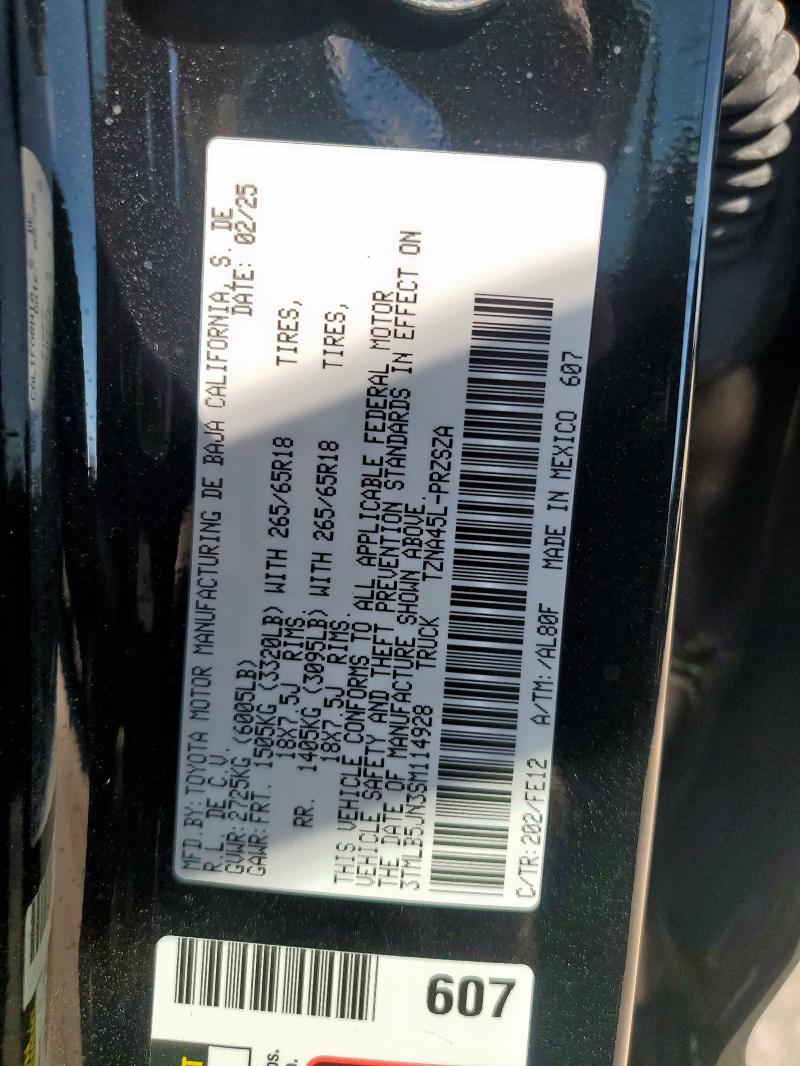 MFD.BY:TOYOTA MOTOR MANUFACTURING DE BAJA CALIFORNIA,S. DE
R.L. DE C.V. DATE: 02/25
GVWR:2725KG (6005LB)
GAWR:FRT. 1505KG (3320LB) WITH 265/65R18 TIRES,
18X7.5J RIMS.
RR. 1405KG (3095LB) WITH 265/65R18 TIRES,
18X7.5J RIMS.
THIS VEHICLE CONFORMS TO ALL APPLICABLE FEDERAL MOTOR
VEHICLE SAFETY AND THEFT PREVENTION STANDARDS IN EFFECT ON
THE DATE OF MANUFACTURE SHOWN ABOVE.
3TMLB5JN3SM114928 TRUCK TZNA45L-PRZSZA
C/TR:202/FE12 A/TM:/AL80F MADE IN MEXICO 607
607